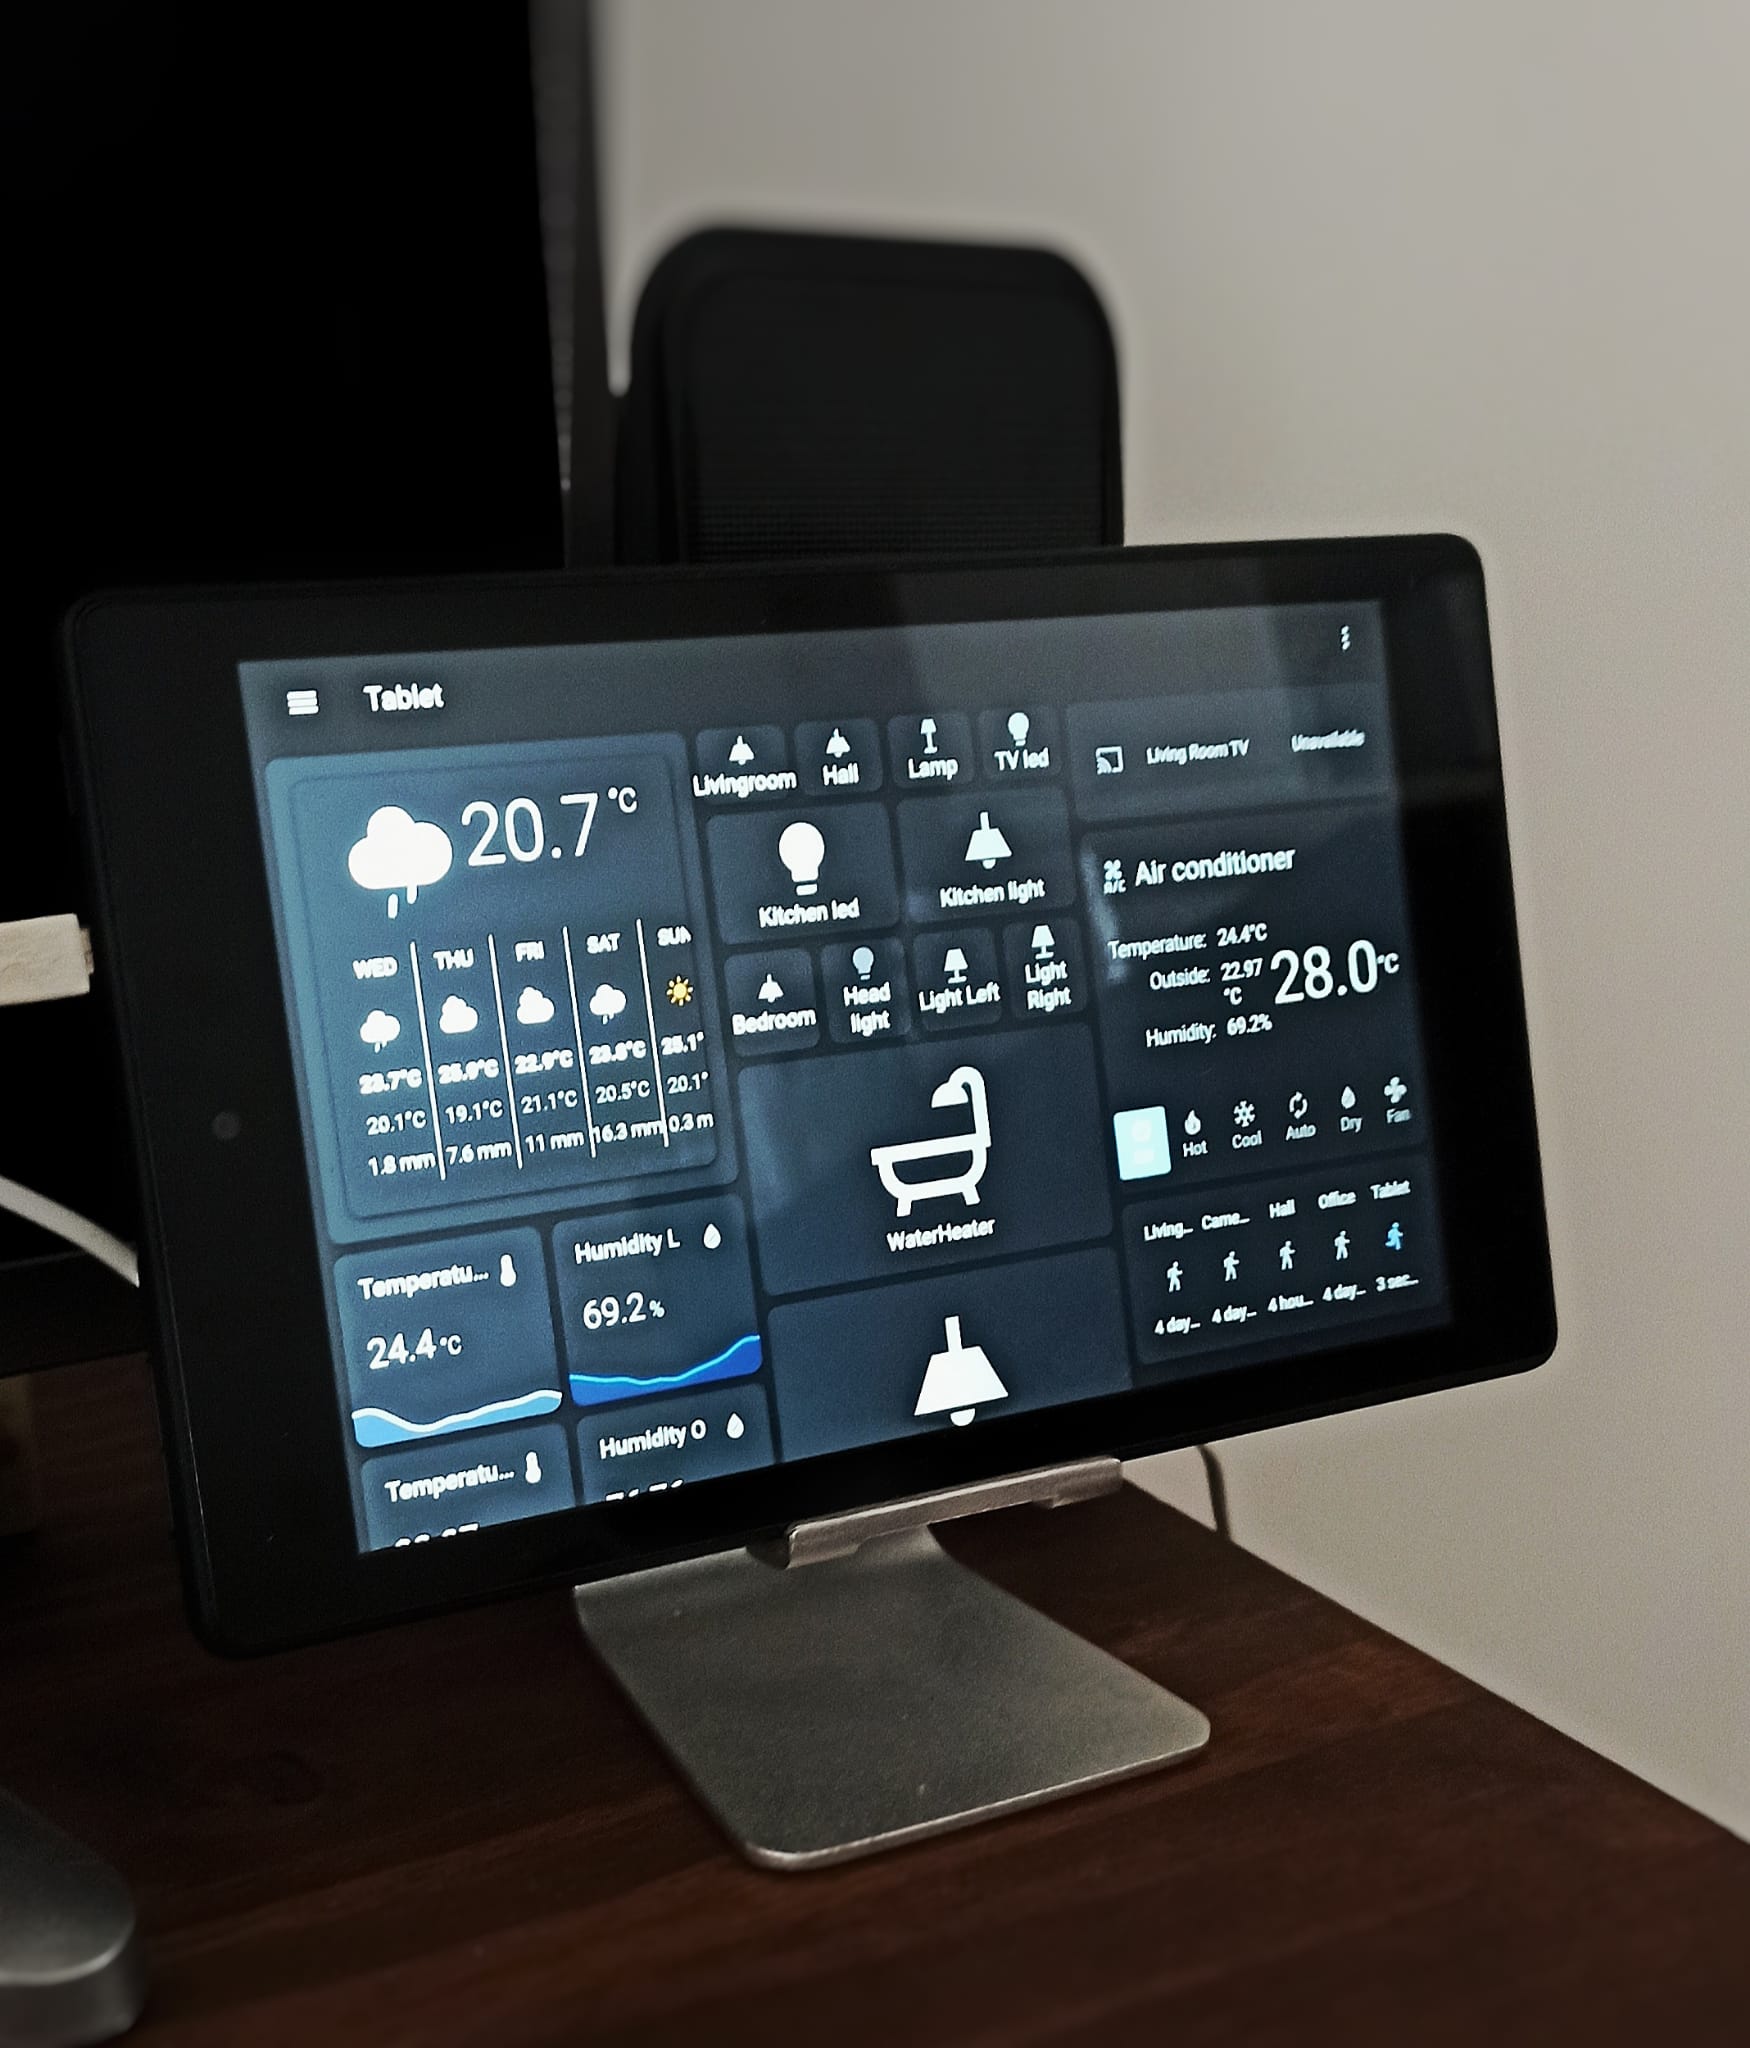 Tablet
20.7°C
WED THU FRI SAT SUN
23.7°C 25.9°C 22.9°C 23.8°C 25.1°
20.1°C 19.1°C 21.1°C 20.5°C 20.1°
1.8 mm 7.6 mm 11 mm 16.3 mm 0.3 m
Temperatu...
24.4°C
Humidity L
69.2%
Temperatu...
Humidity O
Livingroom
Hall
Lamp
TV led
Kitchen led
Kitchen light
Bedroom
Head
light
Light Left
Light
Right
WaterHeater
Living Room TV Unavailable
A/C Air conditioner
Temperature: 24.4°C
Outside: 22.97
°C
Humidity: 69.2%
28.0°C
Hot Cool Auto Dry Fan
Living... Came... Hall Office Tablet
4 day... 4 day... 4 hou... 4 day... 3 sec...